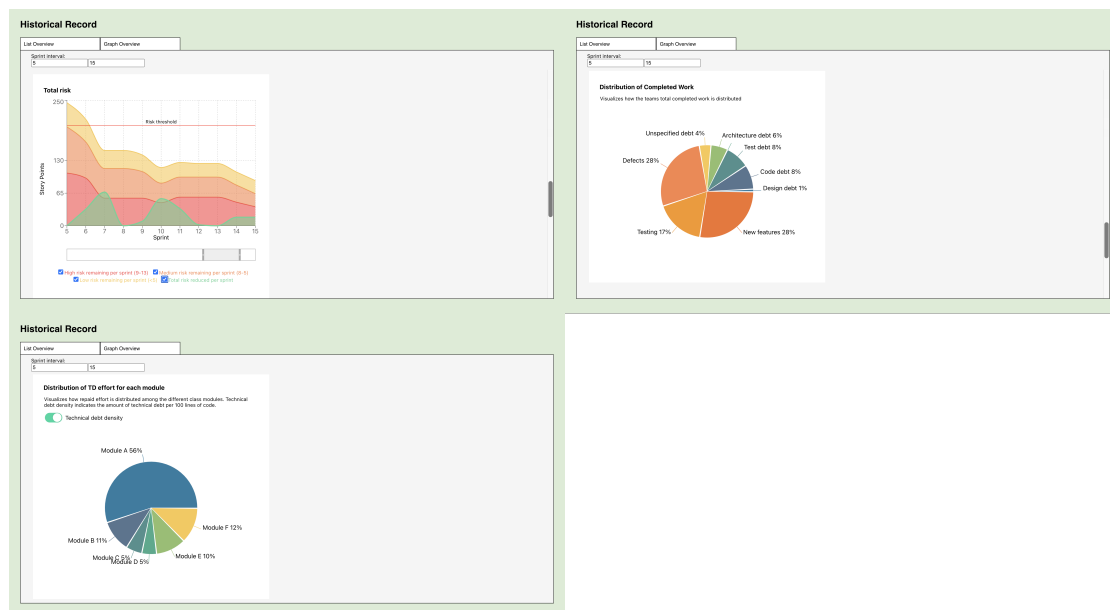 Historical Record
List Overview Graph Overview
Sprint interval:
5 15
Total risk
250
130
65
0
Risk threshold
Story Points
5 6 7 8 9 10 11 12 13 14 15
Sprint
High risk remaining per sprint (9-13) Medium risk remaining per sprint (6-8)
Total risk reduced per sprint
Historical Record
List Overview Graph Overview
Sprint interval:
5 15
Distribution of Completed Work
Visualizes how the teams total completed work is distributed
Unspecified debt 4%
Architecture debt 6%
Test debt 8%
Defects 28%
Code debt 8%
Design debt 1%
Testing 17%
New features 28%
Historical Record
List Overview Graph Overview
Sprint interval:
5 15
Distribution of TD effort for each module
Visualizes how repaid effort is distributed among the different class modules. Technical
debt density indicates the amount of technical debt per 100 lines of code.
Technical debt density
Module A 56%
Module F 12%
Module B 11%
Module E 10%
Module C 5%
Module D 5%